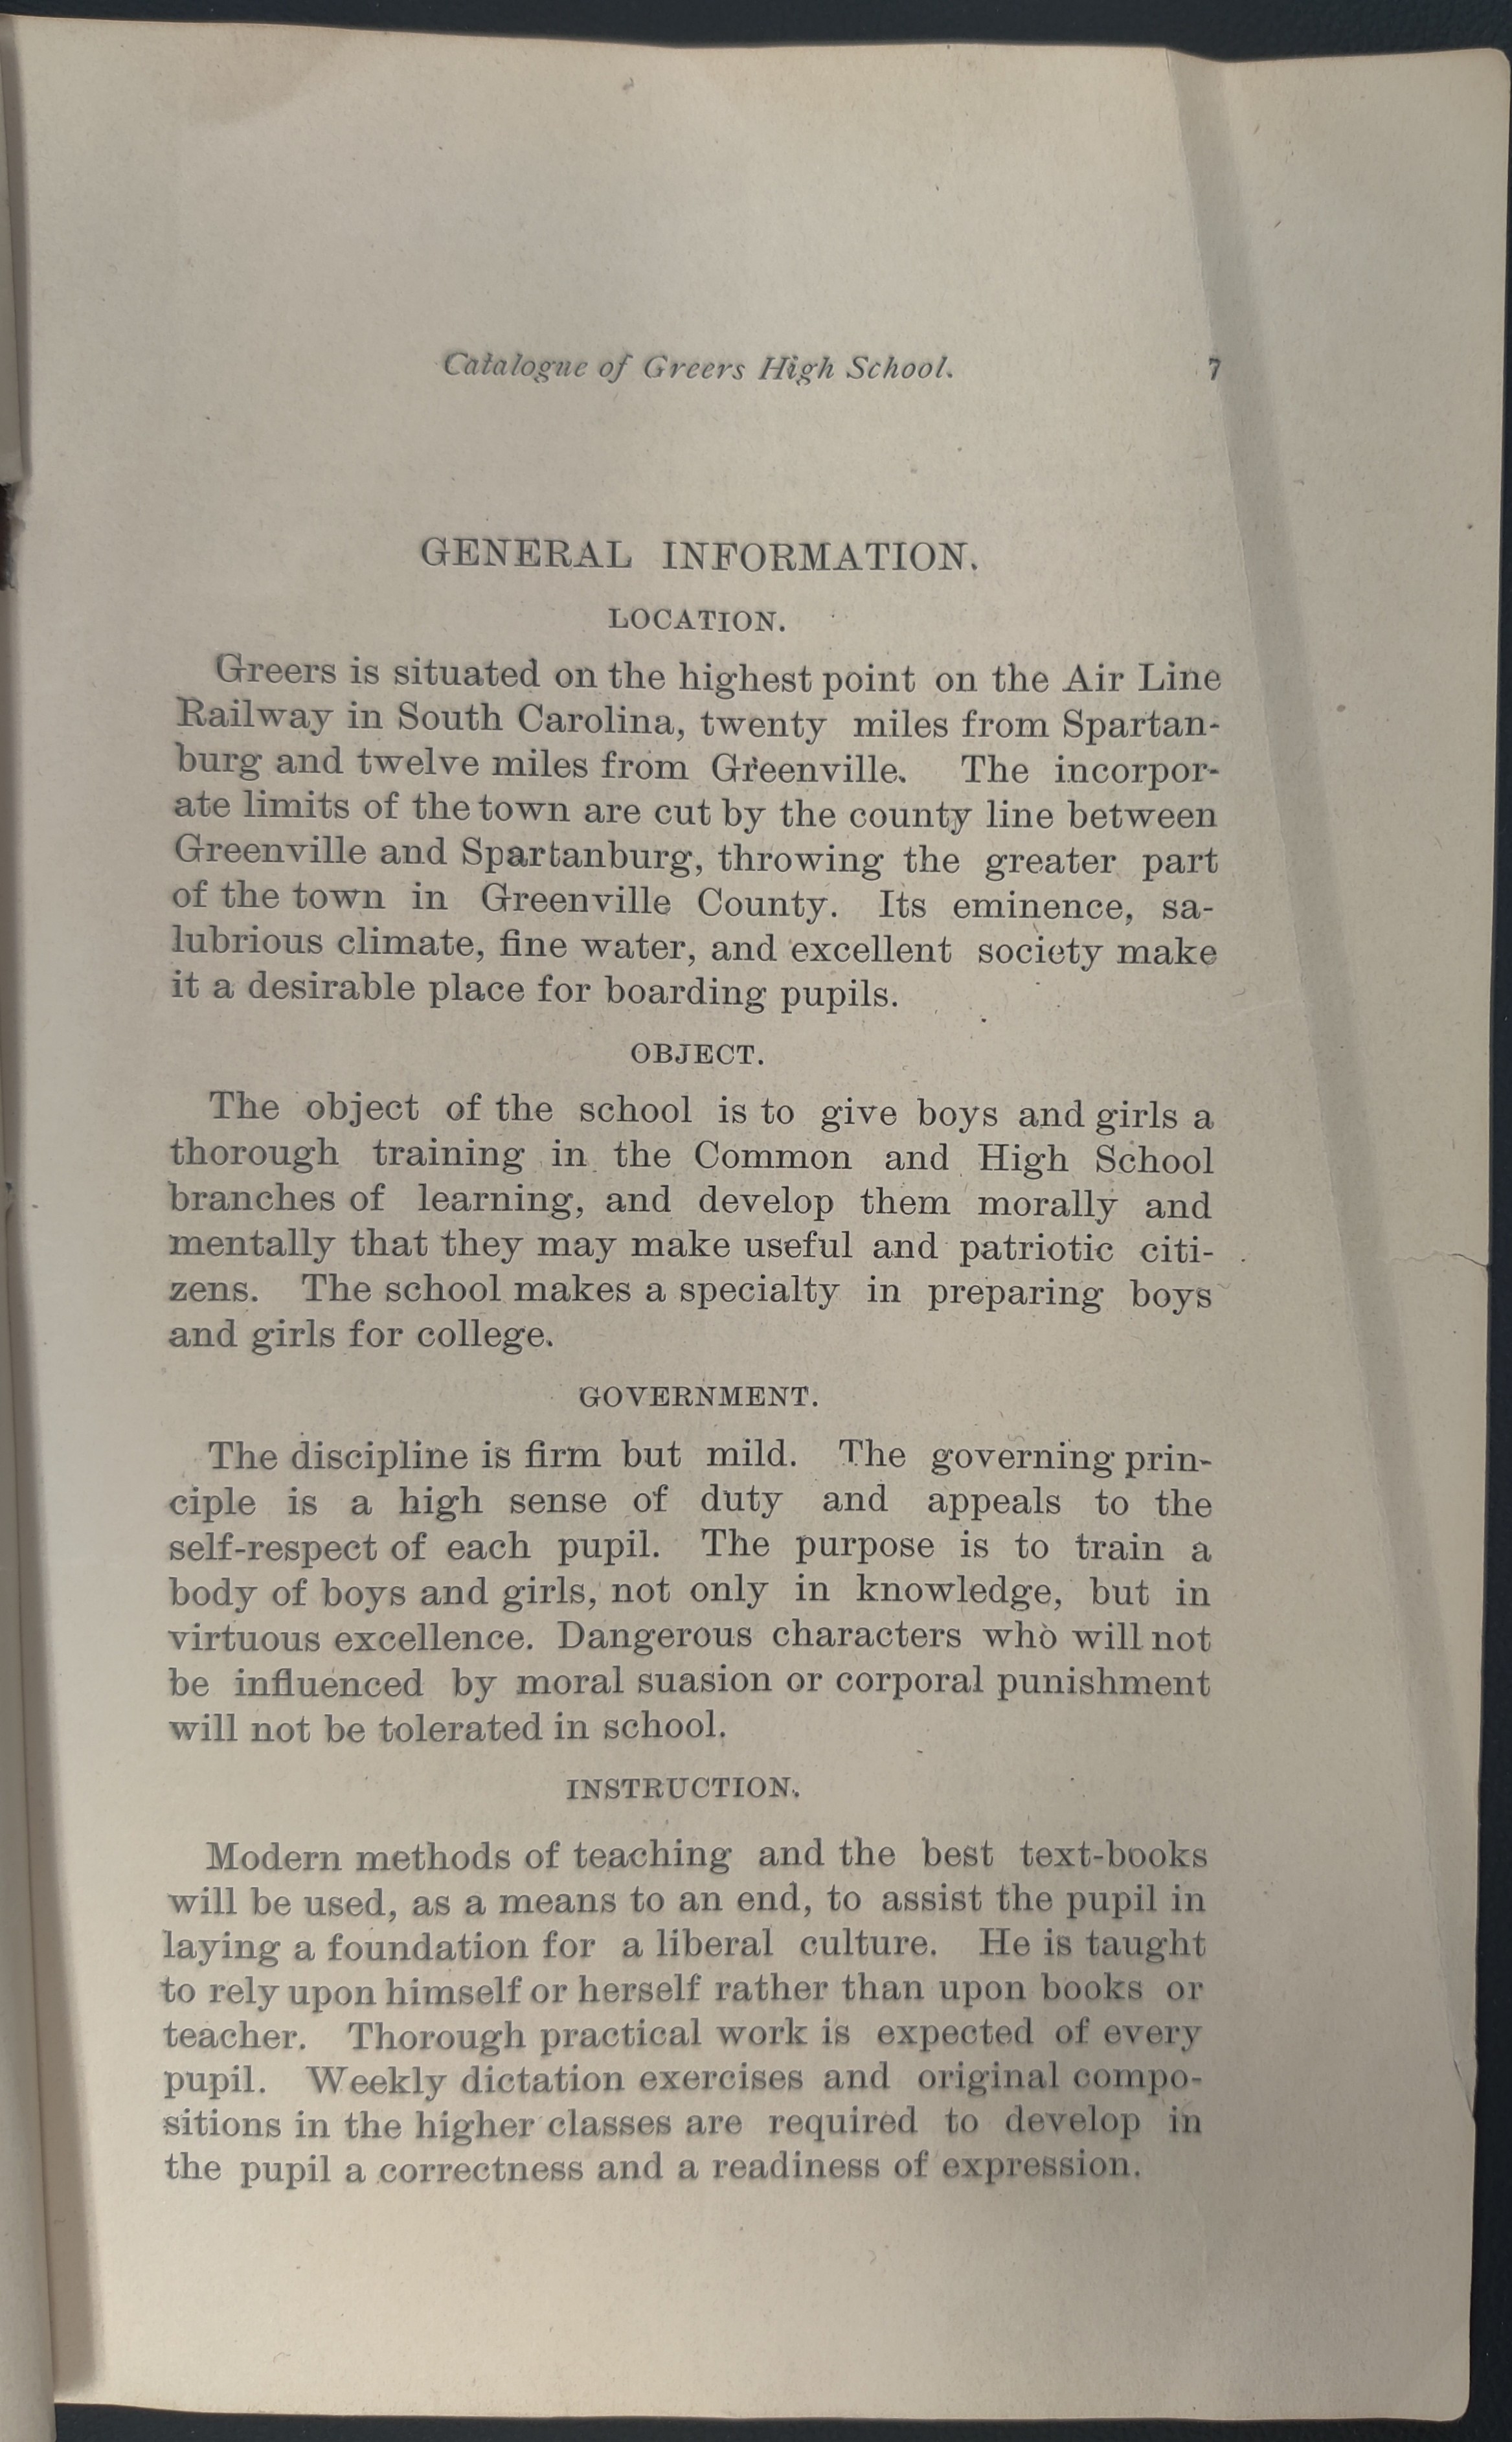 Catalogue of Greers High School. 7
GENERAL INFORMATION.
LOCATION.
Greers is situated on the highest point on the Air Line
Railway in South Carolina, twenty miles from Spartan-
burg and twelve miles from Greenville. The incorpor-
ate limits of the town are cut by the county line between
Greenville and Spartanburg, throwing the greater part
of the town in Greenville County. Its eminence, sa-
lubrious climate, fine water, and excellent society make
it a desirable place for boarding pupils.
OBJECT.
The object of the school is to give boys and girls a
thorough training in the Common and High School
branches of learning, and develop them morally and
mentally that they may make useful and patriotic citi-
zens. The school makes a specialty in preparing boys
and girls for college.
GOVERNMENT.
The discipline is firm but mild. The governing prin-
ciple is a high sense of duty and appeals to the
self-respect of each pupil. The purpose is to train a
body of boys and girls, not only in knowledge, but in
virtuous excellence. Dangerous characters who will not
be influenced by moral suasion or corporal punishment
will not be tolerated in school.
INSTRUCTION.
Modern methods of teaching and the best text-books
will be used, as a means to an end, to assist the pupil in
laying a foundation for a liberal culture. He is taught
to rely upon himself or herself rather than upon books or
teacher. Thorough practical work is expected of every
pupil. Weekly dictation exercises and original compo-
sitions in the higher classes are required to develop in
the pupil a correctness and a readiness of expression.